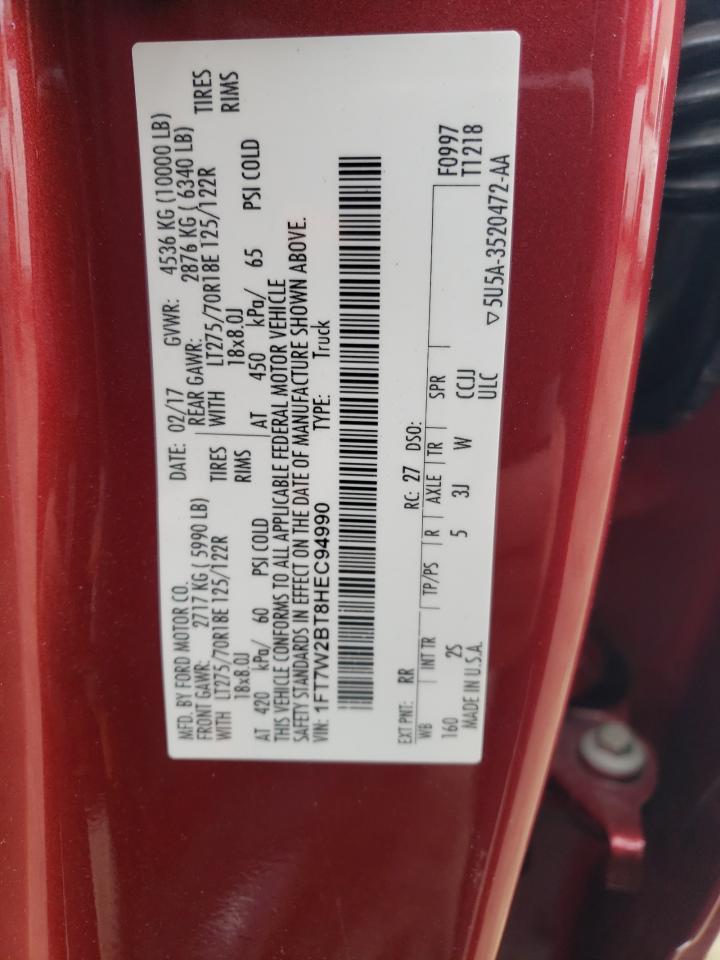 MFD. BY FORD MOTOR CO. DATE: 02/17 GVWR: 4536 KG (10000 LB)
FRONT GAWR: 2717 KG ( 5990 LB) REAR GAWR: 2876 KG ( 6340 LB)
WITH LT275/70R18E 125/122R TIRES WITH LT275/70R18E 125/122R TIRES
18x8.0J RIMS 18x8.0J RIMS
AT 420 kPa/ 60 PSI COLD AT 450 kPa/ 65 PSI COLD
THIS VEHICLE CONFORMS TO ALL APPLICABLE FEDERAL MOTOR VEHICLE
SAFETY STANDARDS IN EFFECT ON THE DATE OF MANUFACTURE SHOWN ABOVE.
VIN: 1FT7W2BT8HEC94990 TYPE: Truck
EXT PNT: RR RC: 27 DSO: F0997
T1218
WB INT TR TP/PS R AXLE TR SPR
160 2S 5 3J W CCJJ
MADE IN U.S.A. ULC ▽5U5A-3520472-AA